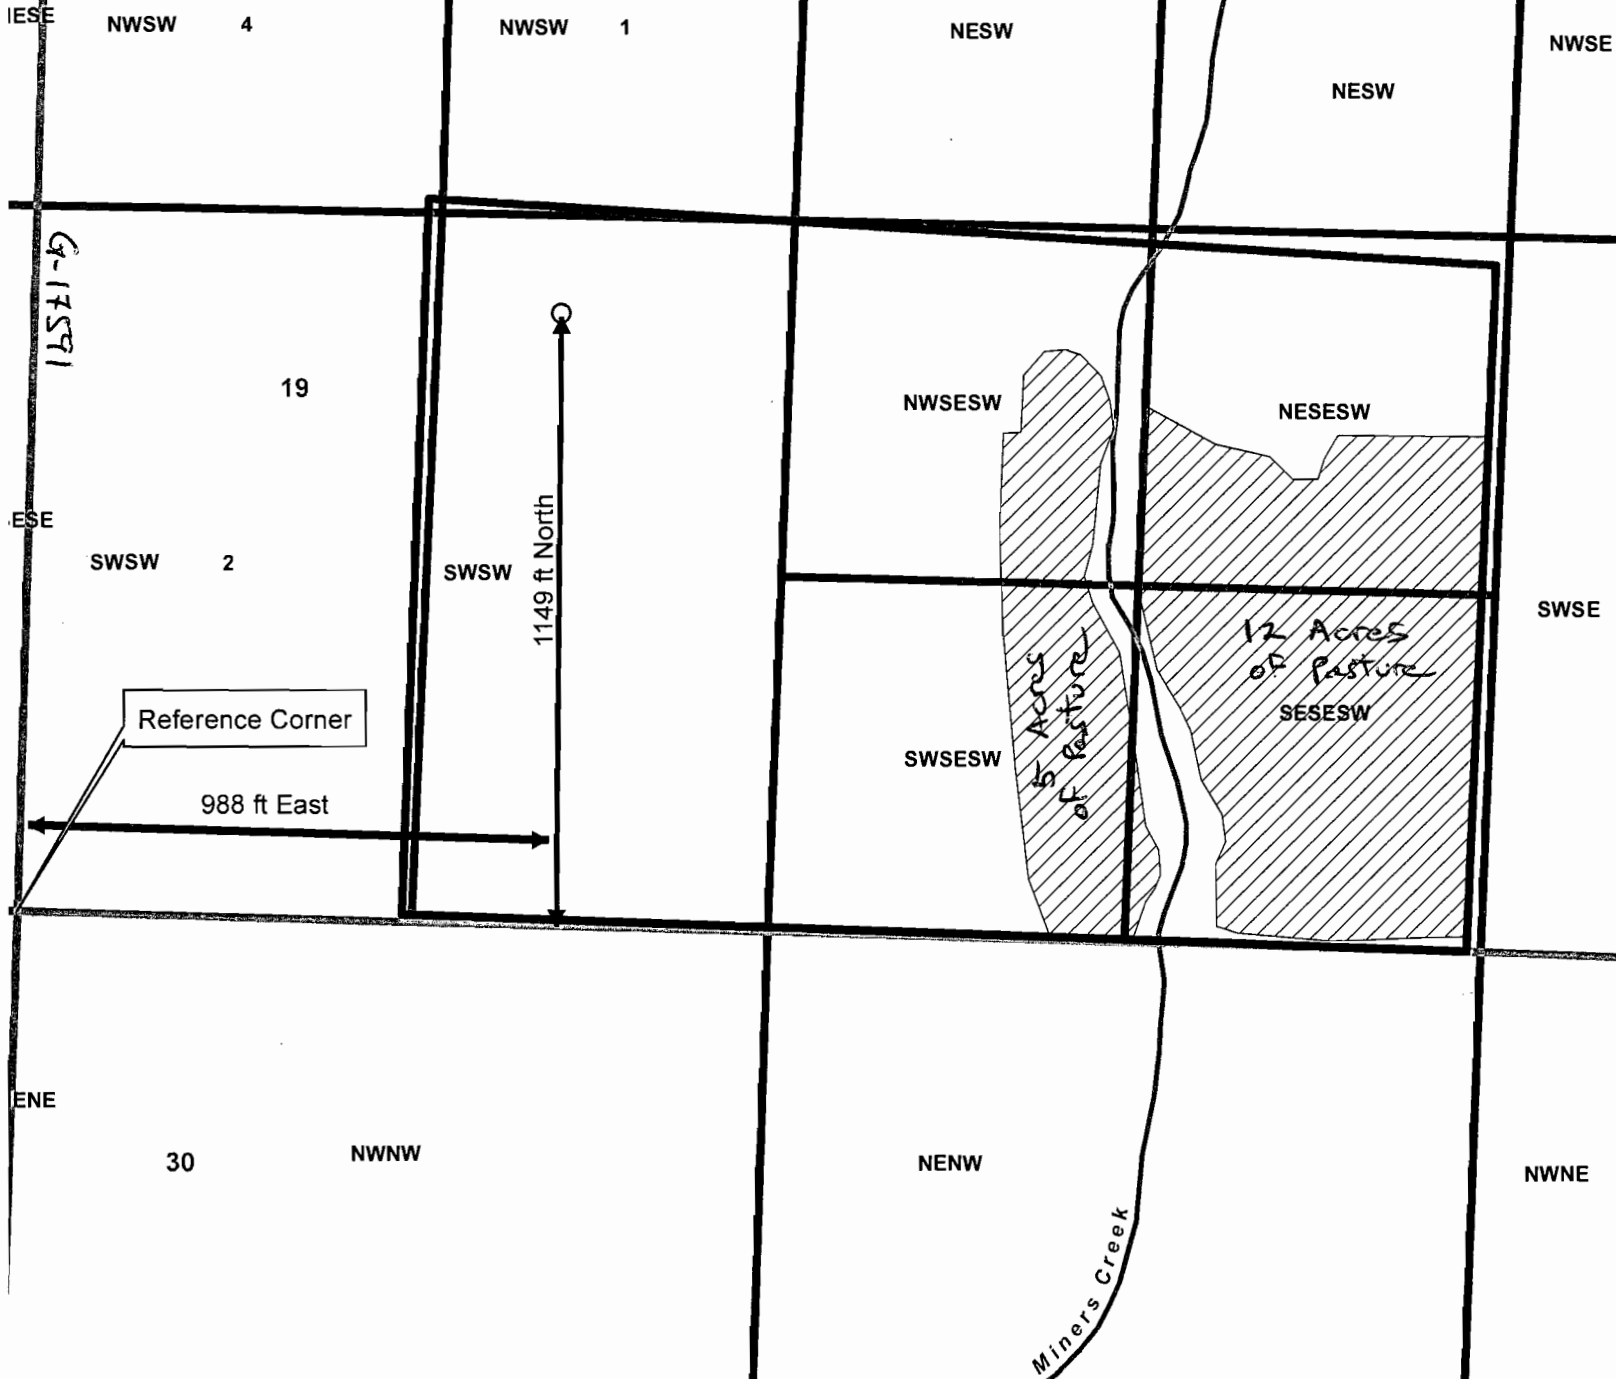 IESE
NWSW 4
NWSW 1
NESW
NWSE
NESW
G-17591
19
NWSESW
NESESW
ESE
SWSW 2
SWSW
1149 ft North
SWSE
12 Acres
of Pasture
5 Acres
of Pasture
SESESW
Reference Corner
SWSESW
988 ft East
ENE
30
NWNW
NENW
NWNE
Miners Creek